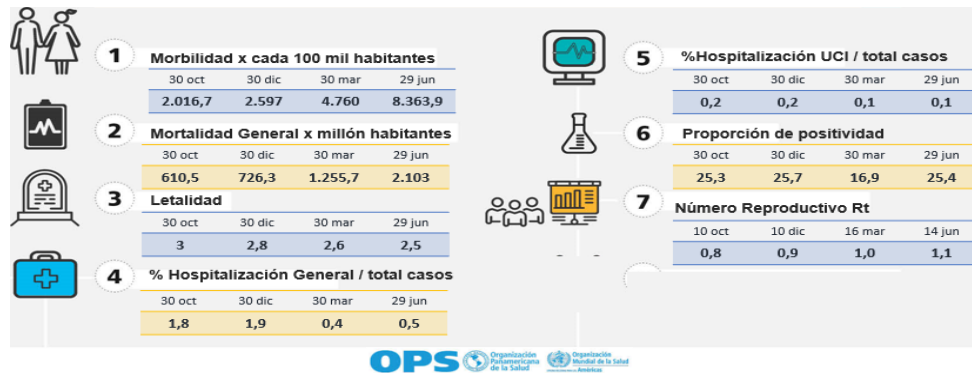 1 Morbilidad x cada 100 mil habitantes
30 oct 30 dic 30 mar 29 jun
2.016,7 2.597 4.760 8.363,9
2 Mortalidad General x millón habitantes
30 oct 30 dic 30 mar 29 jun
610,5 726,3 1.255,7 2.103
3 Letalidad
30 oct 30 dic 30 mar 29 jun
3 2,8 2,6 2,5
4 % Hospitalización General / total casos
30 oct 30 dic 30 mar 29 jun
1,8 1,9 0,4 0,5
5 %Hospitalización UCI / total casos
30 oct 30 dic 30 mar 29 jun
0,2 0,2 0,1 0,1
6 Proporción de positividad
30 oct 30 dic 30 mar 29 jun
25,3 25,7 16,9 25,4
7 Número Reproductivo Rt
10 oct 10 dic 16 mar 14 jun
0,8 0,9 1,0 1,1
OPS
Organización
Panamericana
de la Salud
Organización
Mundial de la Salud
Américas